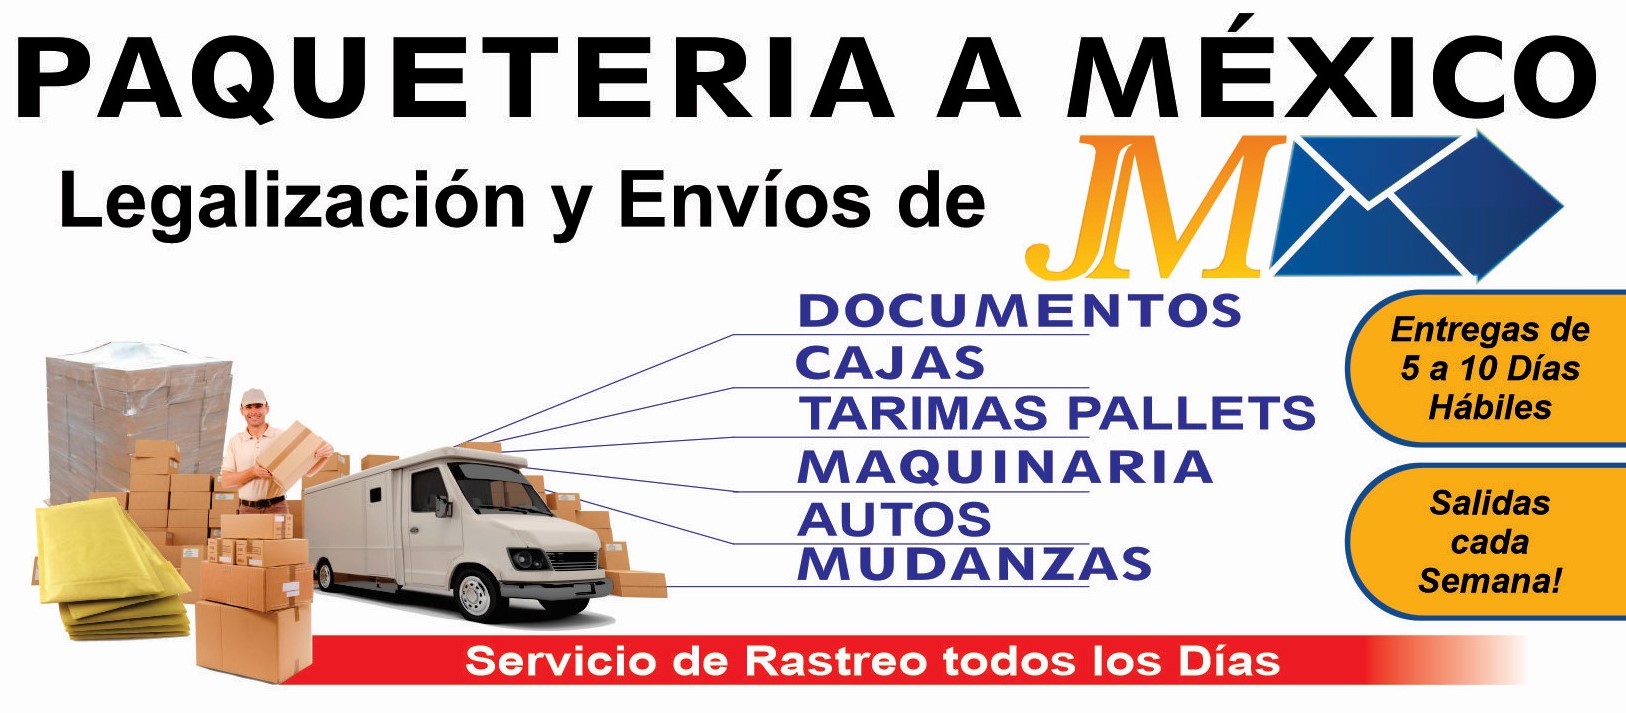 PAQUETERIA A MÉXICO
Legalización y Envíos de
JM
DOCUMENTOS
CAJAS
TARIMAS PALLETS
MAQUINARIA
AUTOS
MUDANZAS
Entregas de
5 a 10 Días
Hábiles
Salidas
cada
Semana!
Servicio de Rastreo todos los Días